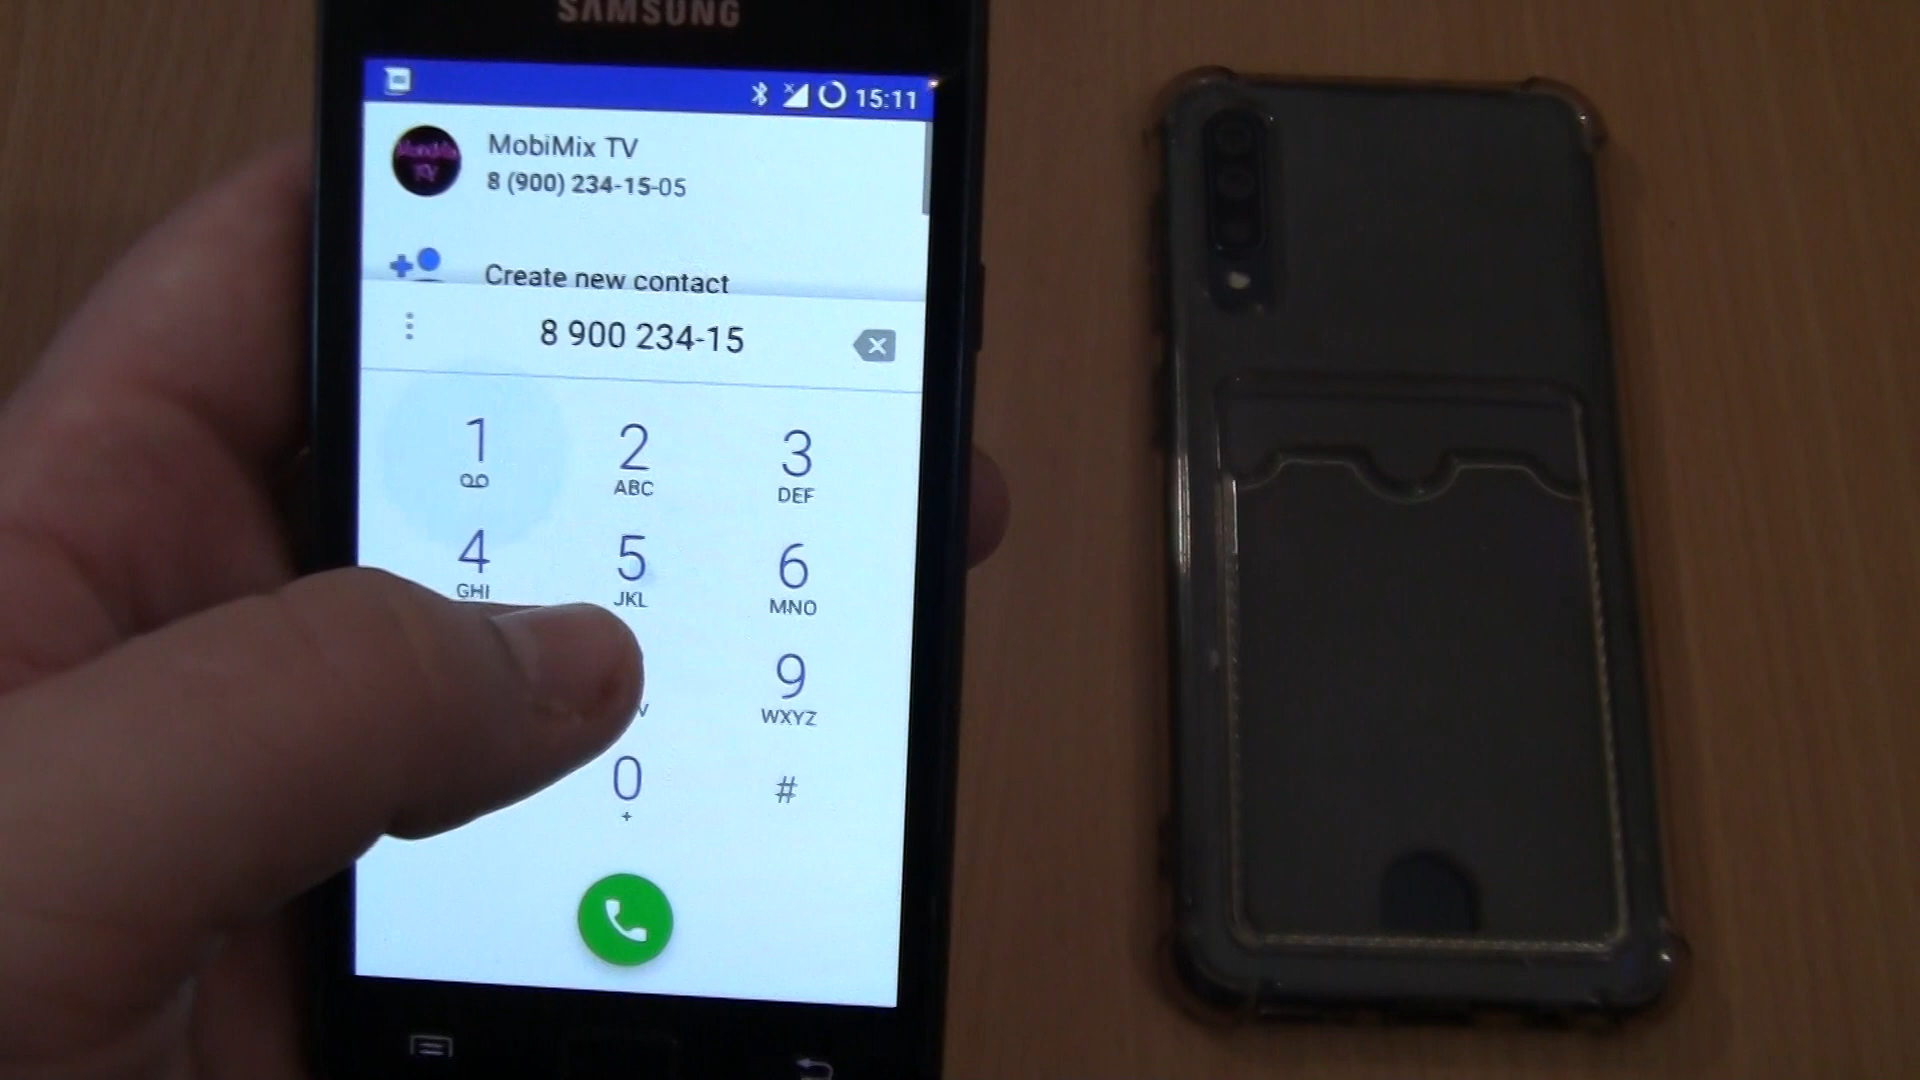 SAMSUNG
15:11
MobiMix TV
8 (900) 234-15-05
Create new contact
8 900 234-15
1 2 3
ABC DEF
4 5 6
GHI JKL MNO
9
V WXYZ
0 #
+